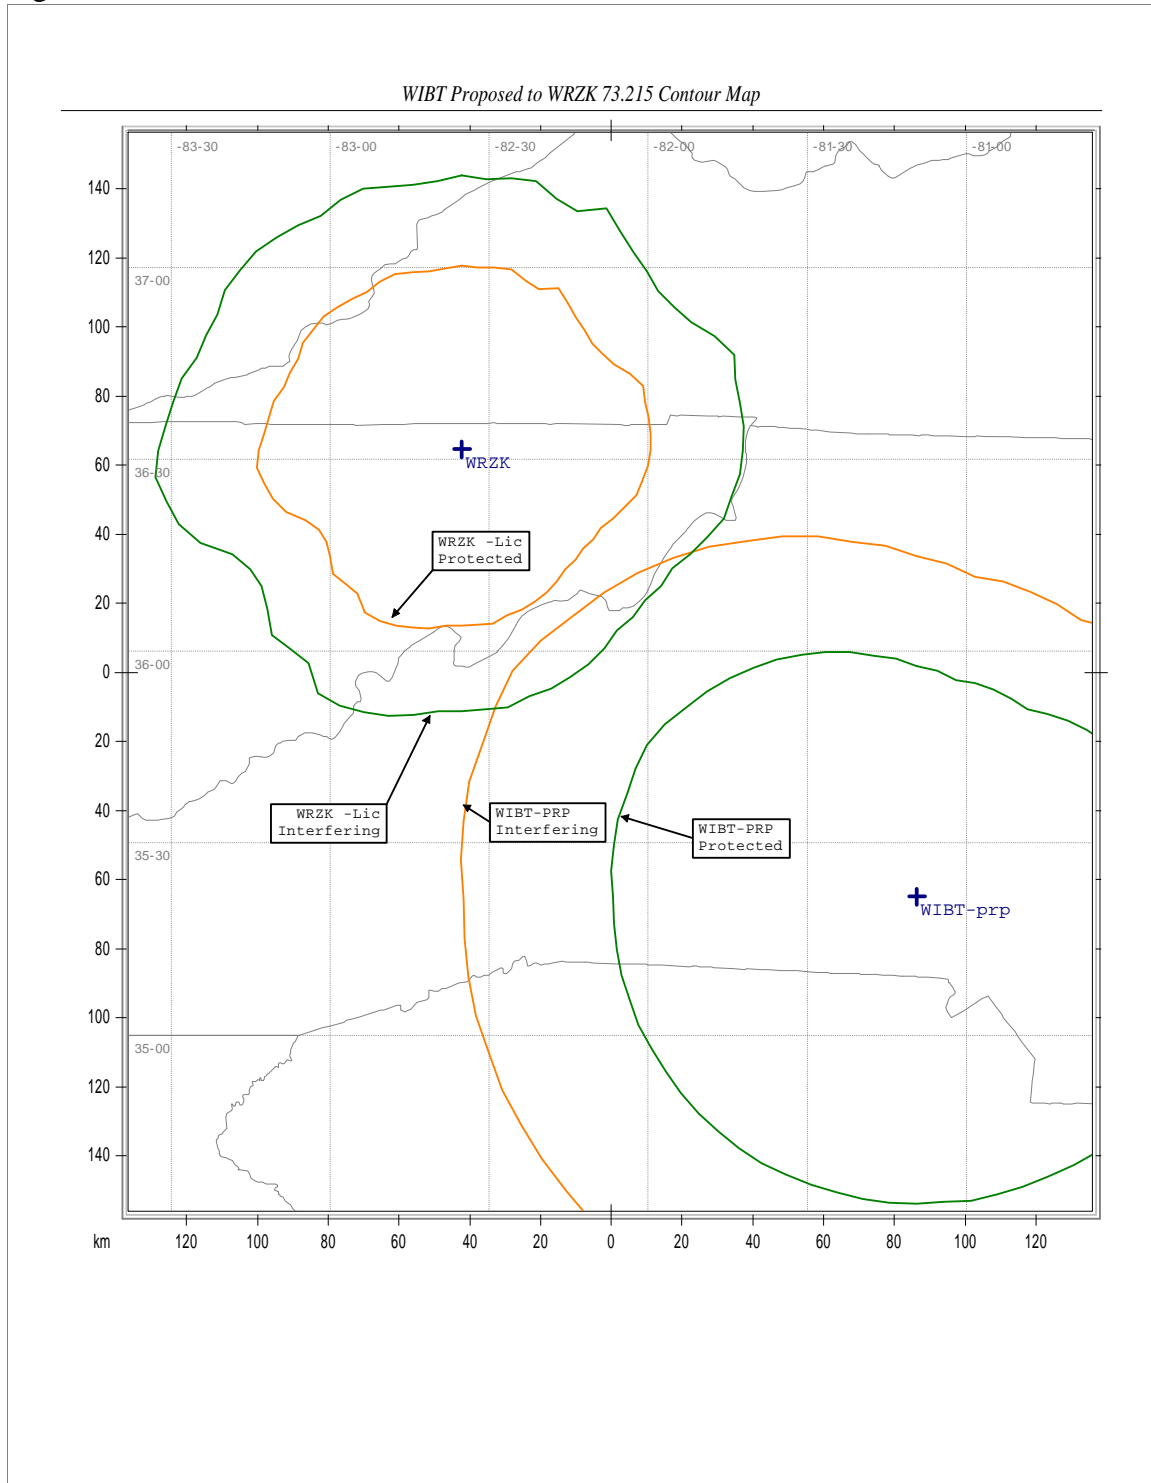 WIBT Proposed to WRZK 73.215 Contour Map
-83-30 -83-00 -82-30 -82-00 -81-30 -81-00
140
120
37-00
100
80
60
WRZK
36-30
40
WRZK -Lic
Protected
20
36-00
0
20
40
WRZK -Lic
Interfering
WIBT-PRP
Interfering
WIBT-PRP
Protected
35-30
60
WIBT-prp
80
100
35-00
120
140
km 120 100 80 60 40 20 0 20 40 60 80 100 120